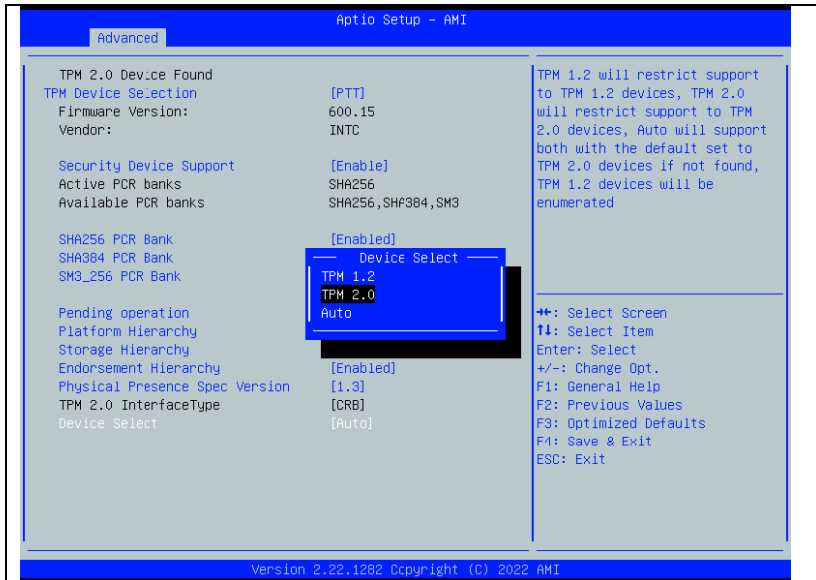 Aptio Setup - AMI
Advanced
TPM 2.0 Device Found
TPM Device Selection [PTT]
Firmware Version: 600.15
Vendor: INTC
Security Device Support [Enable]
Active PCR banks SHA256
Available PCR banks SHA256,SHA384,SM3
SHA256 PCR Bank [Enabled]
SHA384 PCR Bank
SM3_256 PCR Bank
Pending operation
Platform Hierarchy
Storage Hierarchy
Endorsement Hierarchy [Enabled]
Physical Presence Spec Version [1.3]
TPM 2.0 InterfaceType [CRB]
Device Select [Auto]
Device Select
TPM 1.2
TPM 2.0
Auto
TPM 1.2 will restrict support
to TPM 1.2 devices, TPM 2.0
will restrict support to TPM
2.0 devices, Auto will support
both with the default set to
TPM 2.0 devices if not found,
TPM 1.2 devices will be
enumerated
→←: Select Screen
↑↓: Select Item
Enter: Select
+/-: Change Opt.
F1: General Help
F2: Previous Values
F3: Optimized Defaults
F4: Save & Exit
ESC: Exit
Version 2.22.1282 Copyright (C) 2022 AMI